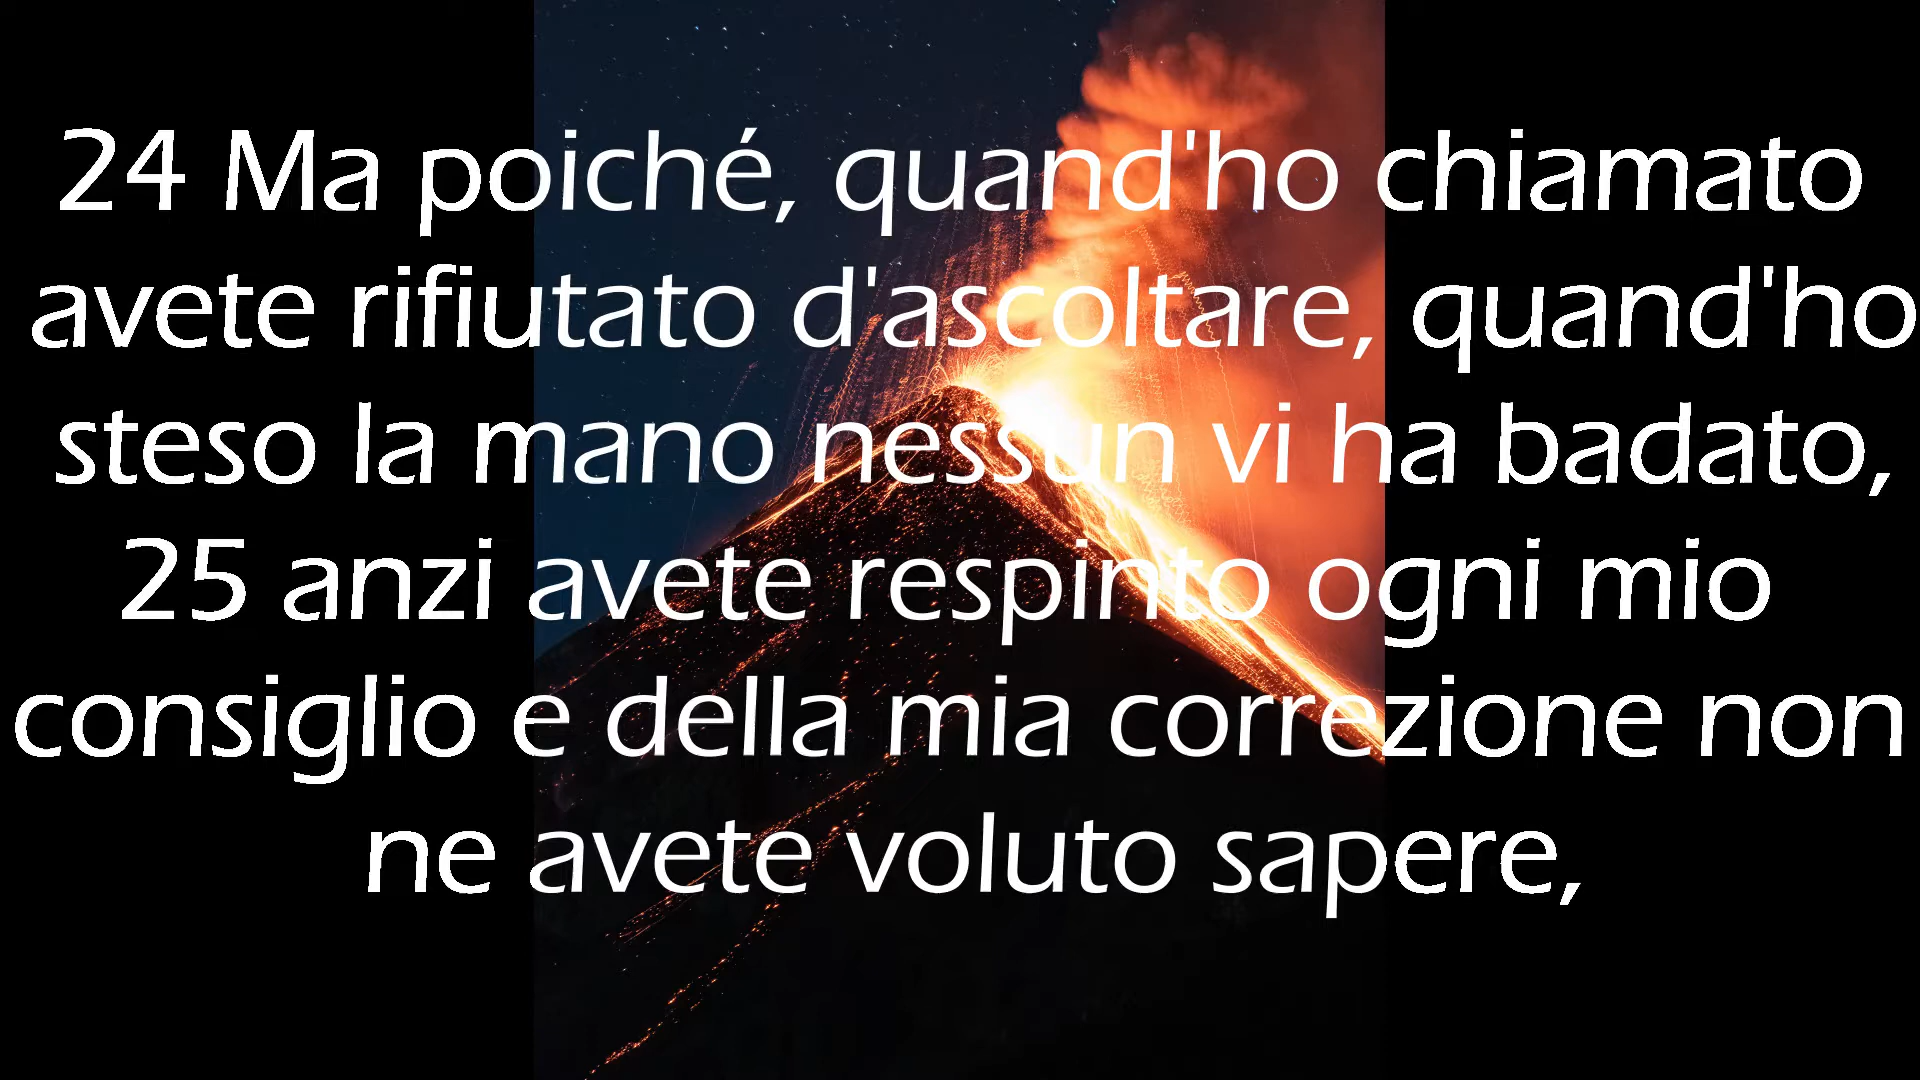 24 Ma poiché, quand'ho chiamato
avete rifiutato d'ascoltare, quand'ho
steso la mano nessun vi ha badato,
25 anzi avete respinto ogni mio
consiglio e della mia correzione non
ne avete voluto sapere,